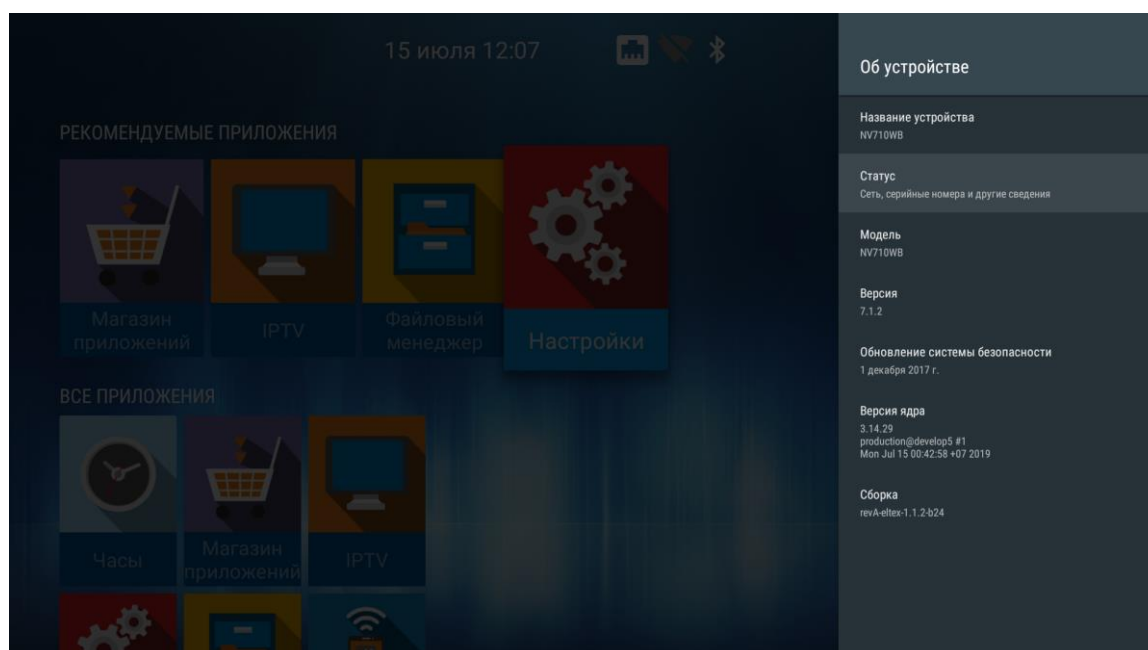 15 июля 12:07
РЕКОМЕНДУЕМЫЕ ПРИЛОЖЕНИЯ
Магазин
приложений
IPTV
Файловый
менеджер
Настройки
ВСЕ ПРИЛОЖЕНИЯ
Часы
Магазин
приложений
IPTV
Об устройстве
Название устройства
NV710WB
Статус
Сеть, серийные номера и другие сведения
Модель
NV710WB
Версия
7.1.2
Обновление системы безопасности
1 декабря 2017 г.
Версия ядра
3.14.29
production@develop5 #1
Mon Jul 15 00:42:58 +07 2019
Сборка
revA-eltex-1.1.2-b24